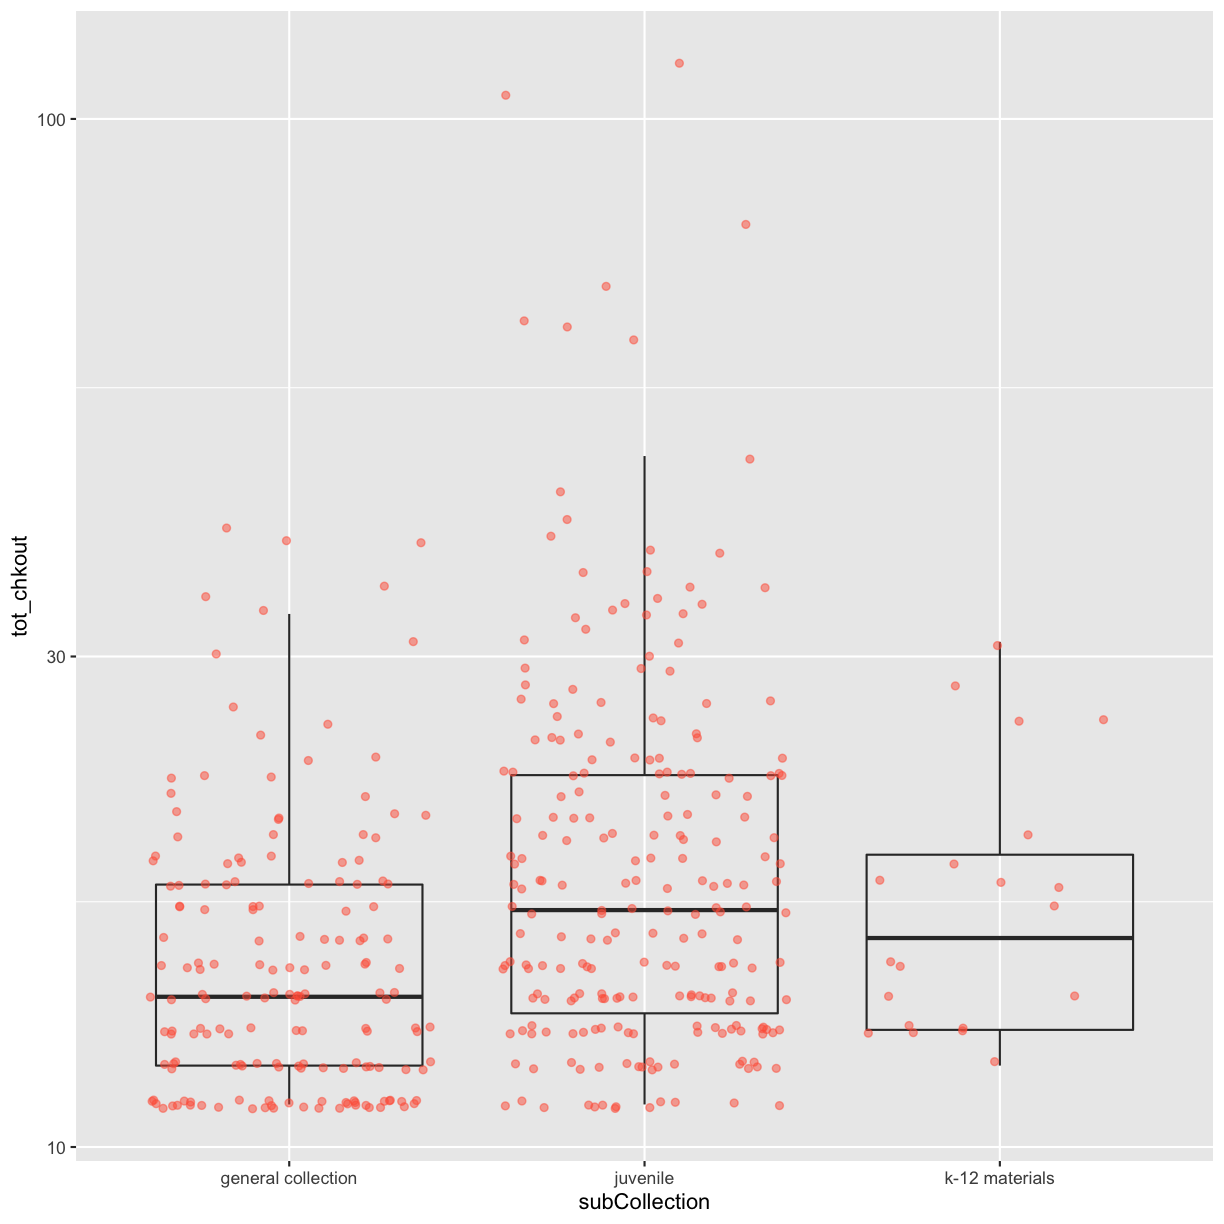 100
30
10
tot_chkout
general collection
juvenile
k-12 materials
subCollection